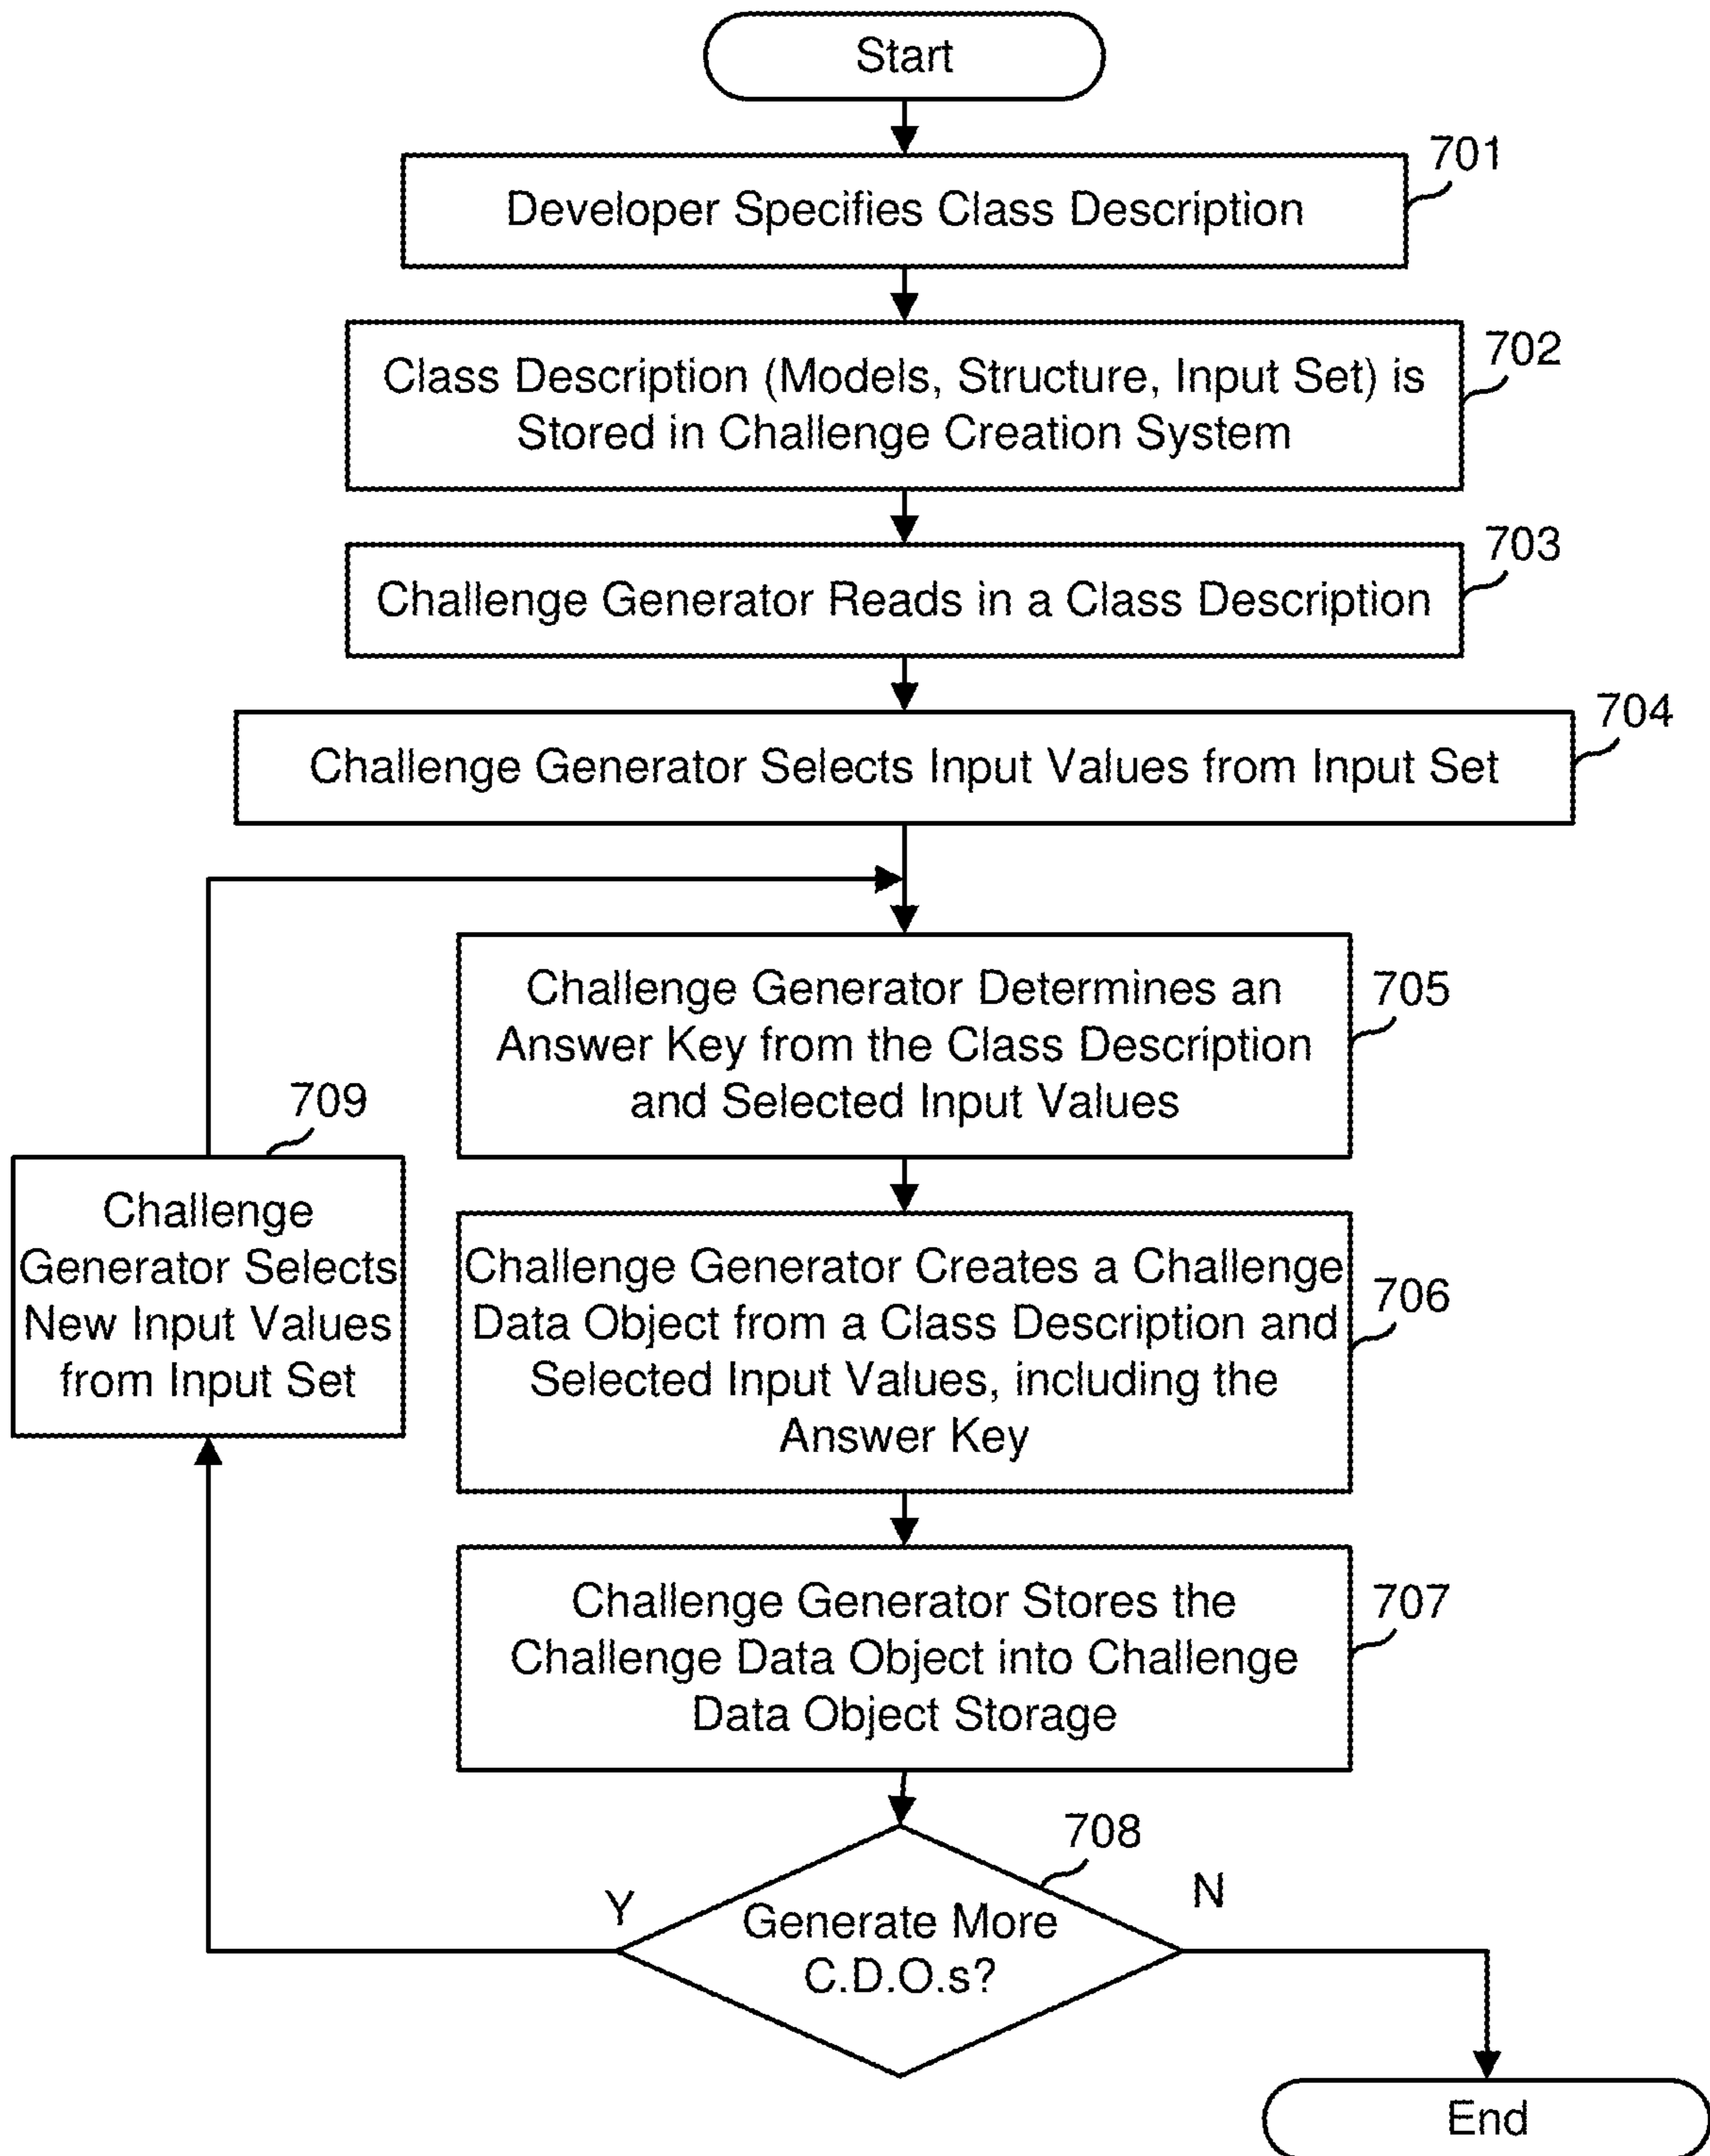 Start
701
Developer Specifies Class Description
702
Class Description (Models, Structure, Input Set) is
Stored in Challenge Creation System
703
Challenge Generator Reads in a Class Description
704
Challenge Generator Selects Input Values from Input Set
705
Challenge Generator Determines an
Answer Key from the Class Description
and Selected Input Values
706
Challenge Generator Creates a Challenge
Data Object from a Class Description and
Selected Input Values, including the
Answer Key
707
Challenge Generator Stores the
Challenge Data Object into Challenge
Data Object Storage
708
Generate More
C.D.O.s?
Y
N
709
Challenge
Generator Selects
New Input Values
from Input Set
End